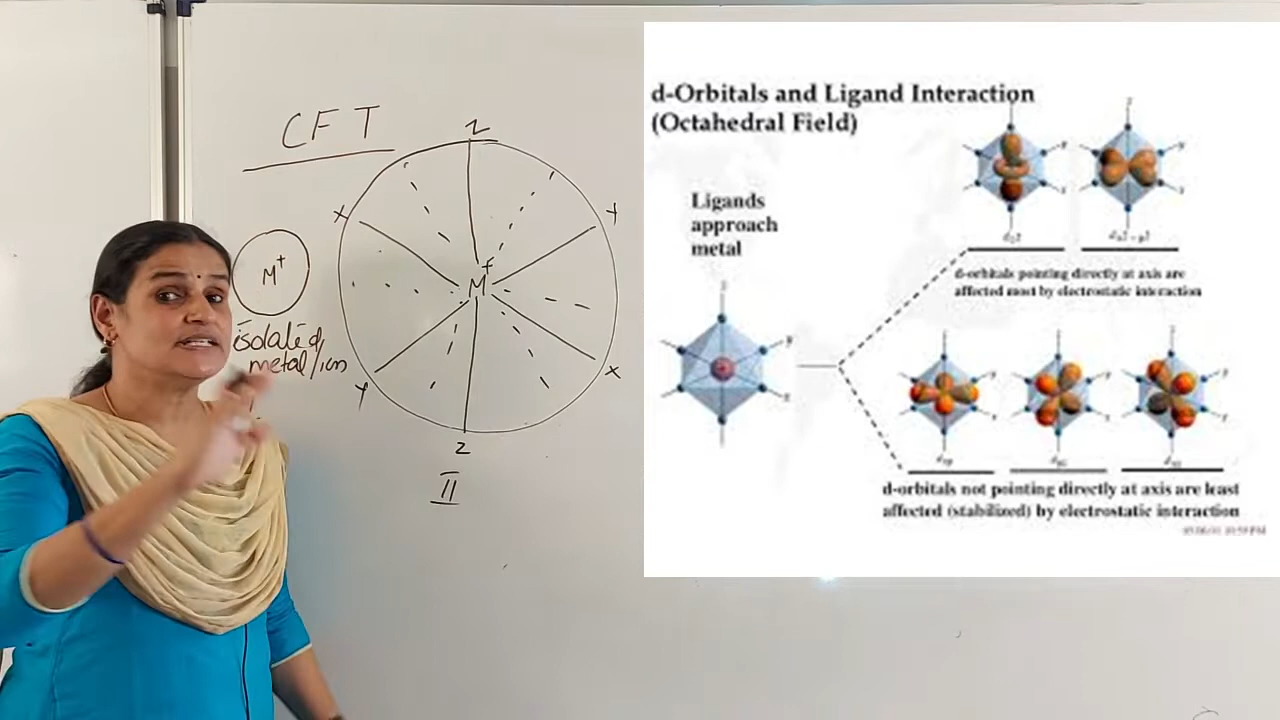 CFT
Z
X
Y
M+
M+
isolated
metal/ion
Y
X
Z
II
d-Orbitals and Ligand Interaction
(Octahedral Field)
Ligands
approach
metal
d-orbitals pointing directly at axis are
affected most by electrostatic interaction
d-orbitals not pointing directly at axis are least
affected (stabilized) by electrostatic interaction